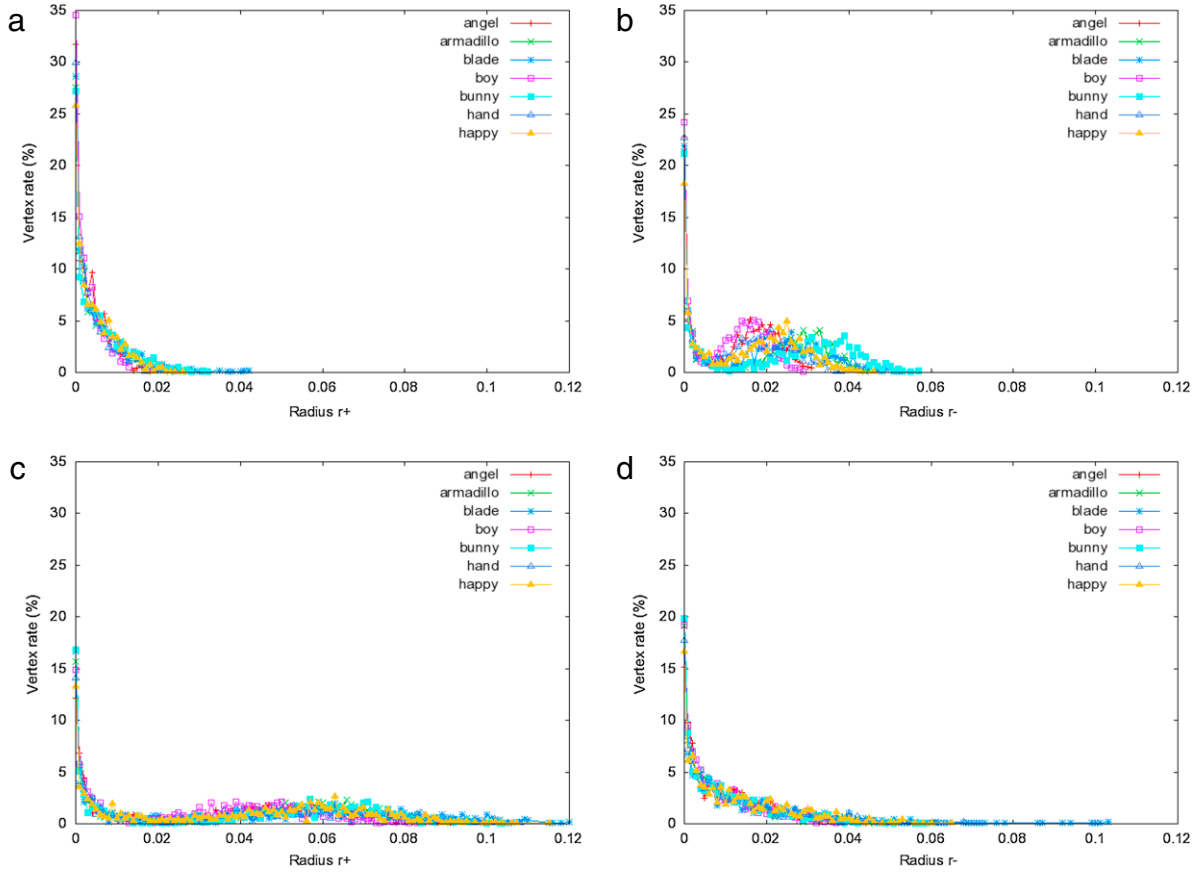 a
35
30
25
20
15
10
5
0
Vertex rate (%)
angel
armadillo
blade
boy
bunny
hand
happy
0
0.02
0.04
0.06
0.08
0.1
0.12
Radius r+
b
35
30
25
20
15
10
5
0
Vertex rate (%)
angel
armadillo
blade
boy
bunny
hand
happy
0
0.02
0.04
0.06
0.08
0.1
0.12
Radius r-
c
35
30
25
20
15
10
5
0
Vertex rate (%)
angel
armadillo
blade
boy
bunny
hand
happy
0
0.02
0.04
0.06
0.08
0.1
0.12
Radius r+
d
35
30
25
20
15
10
5
0
Vertex rate (%)
angel
armadillo
blade
boy
bunny
hand
happy
0
0.02
0.04
0.06
0.08
0.1
0.12
Radius r-